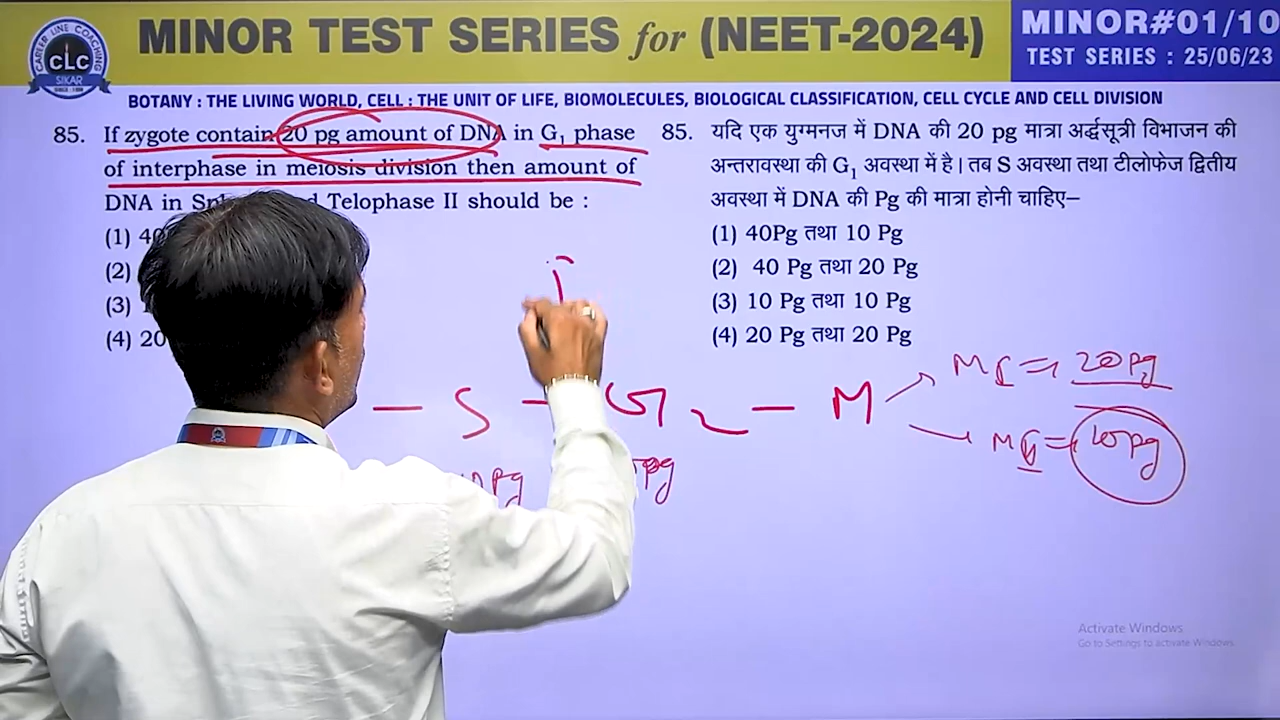 MINOR TEST SERIES for (NEET-2024)
MINOR#01/10
TEST SERIES : 25/06/23
CAREER LINE COACHING
CLC
SIKAR
BOTANY : THE LIVING WORLD, CELL : THE UNIT OF LIFE, BIOMOLECULES, BIOLOGICAL CLASSIFICATION, CELL CYCLE AND CELL DIVISION
85. If zygote contain 20 pg amount of DNA in G₁ phase
of interphase in meiosis division then amount of
DNA in Telophase II should be :
(1) 40
(2)
(3)
(4) 20
85. यदि एक युग्मनज में DNA की 20 pg मात्रा अर्द्धसूत्री विभाजन की
अन्तरावस्था की G₁ अवस्था में है। तब S अवस्था तथा टीलोफेज द्वितीय
अवस्था में DNA की Pg की मात्रा होनी चाहिए–
(1) 40Pg तथा 10 Pg
(2) 40 Pg तथा 20 Pg
(3) 10 Pg तथा 10 Pg
(4) 20 Pg तथा 20 Pg
– S – G₂ – M
M I = 20pg
M II = 10pg
pg
pg
Activate Windows
Go to Settings to activate Windows.